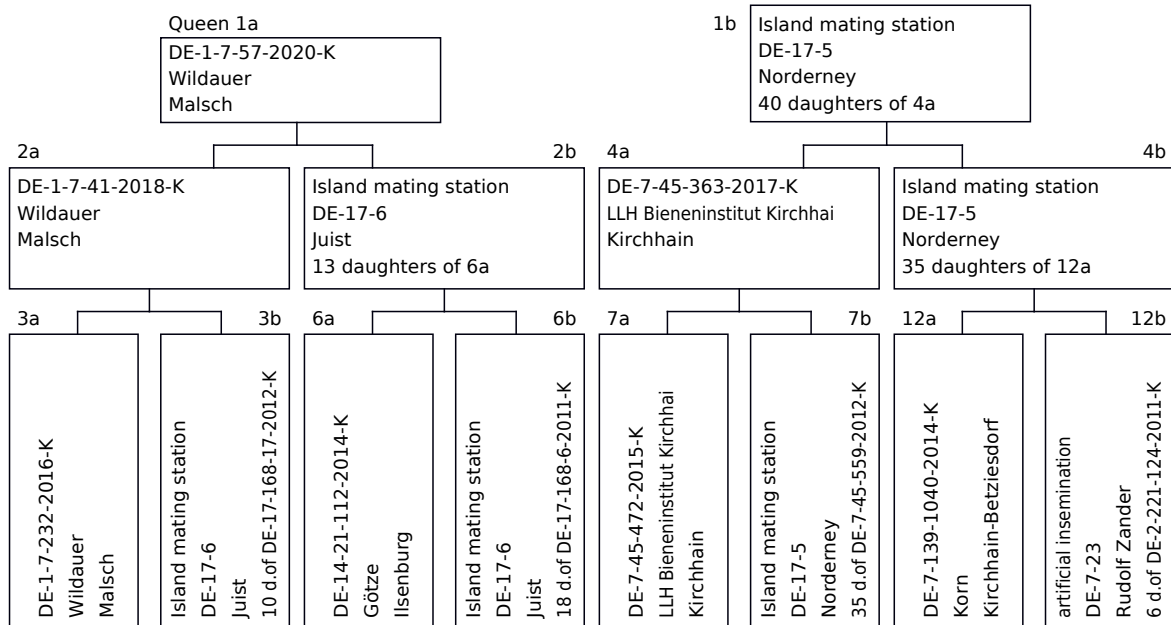 Queen 1a
DE-1-7-57-2020-K
Wildauer
Malsch
1b
Island mating station
DE-17-5
Norderney
40 daughters of 4a
2a
DE-1-7-41-2018-K
Wildauer
Malsch
2b
Island mating station
DE-17-6
Juist
13 daughters of 6a
4a
DE-7-45-363-2017-K
LLH Bieneninstitut Kirchhai
Kirchhain
4b
Island mating station
DE-17-5
Norderney
35 daughters of 12a
3a
DE-1-7-232-2016-K
Wildauer
Malsch
3b
Island mating station
DE-17-6
Juist
10 d.of DE-17-168-17-2012-K
6a
DE-14-21-112-2014-K
Götze
Ilsenburg
6b
Island mating station
DE-17-6
Juist
18 d.of DE-17-168-6-2011-K
7a
DE-7-45-472-2015-K
LLH Bieneninstitut Kirchhai
Kirchhain
7b
Island mating station
DE-17-5
Norderney
35 d.of DE-7-45-559-2012-K
12a
DE-7-139-1040-2014-K
Korn
Kirchhain-Betziesdorf
12b
artificial insemination
DE-7-23
Rudolf Zander
6 d.of DE-2-221-124-2011-K